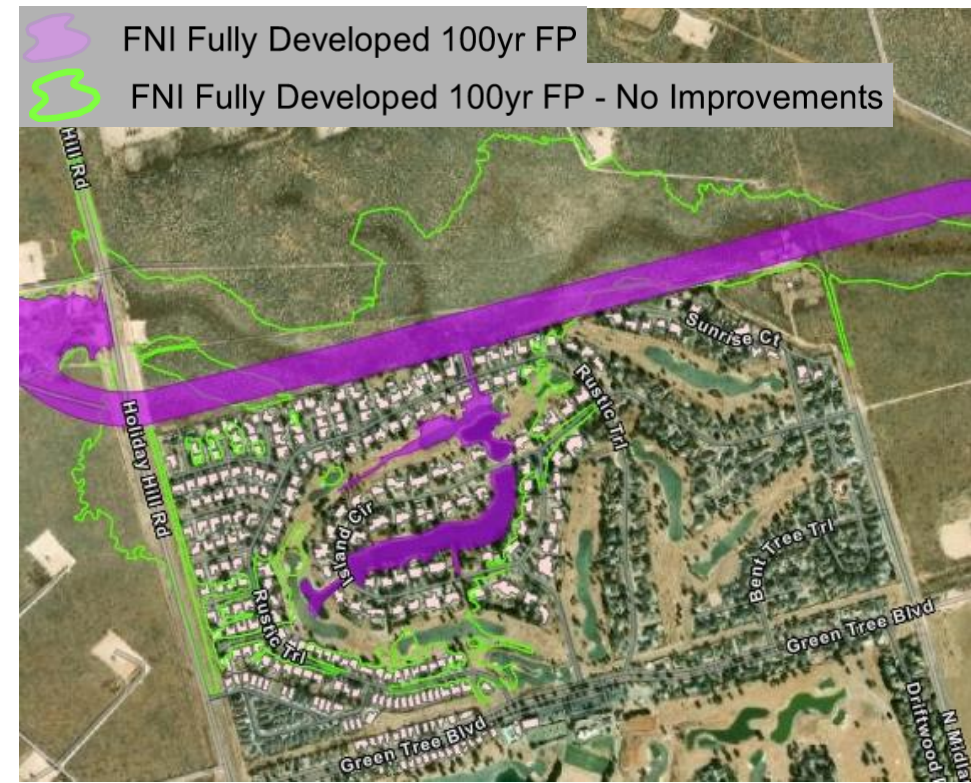 FNI Fully Developed 100yr FP
FNI Fully Developed 100yr FP - No Improvements
Hill Rd
Sunrise Ct
Rustic Trl
Holiday Hill Rd
Island Cir
Bent Tree Trl
Rustic Trl
Green Tree Blvd
Green Tree Blvd
Driftwood
N Midl